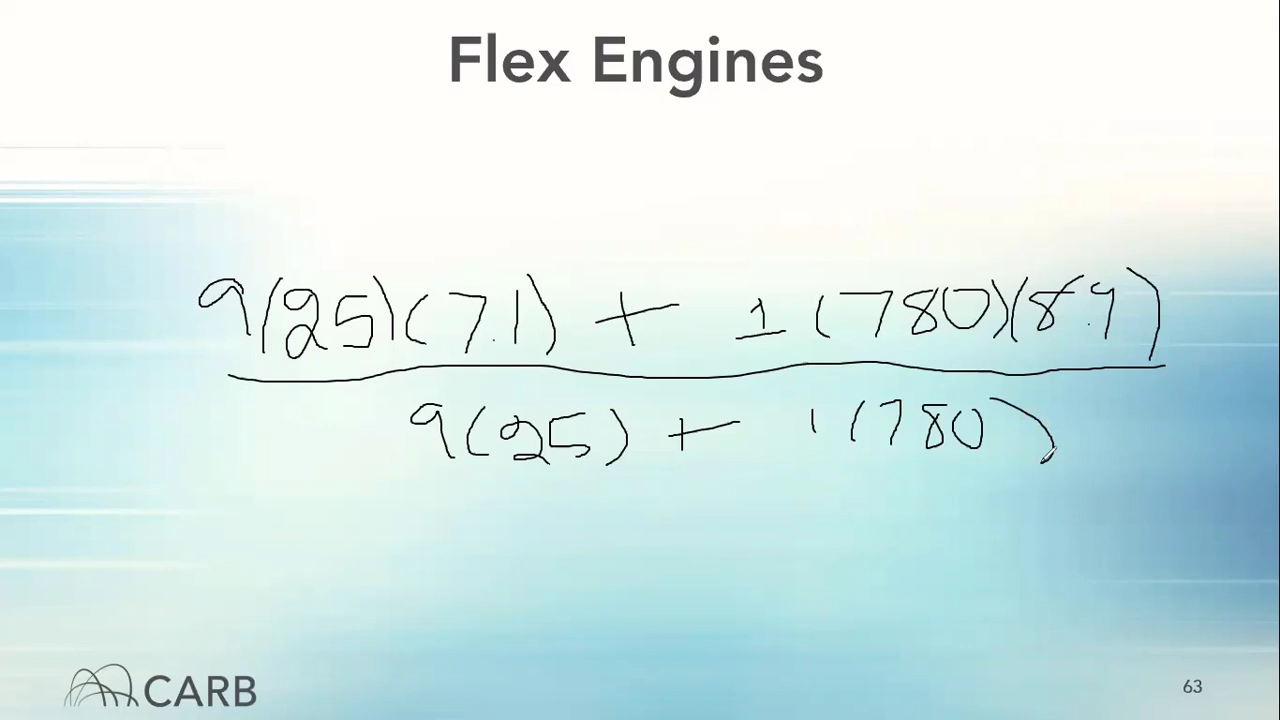 Flex Engines
9(25)(7.1) + 1(780)(8.9)
9(25) + 1(780)
CARB
63